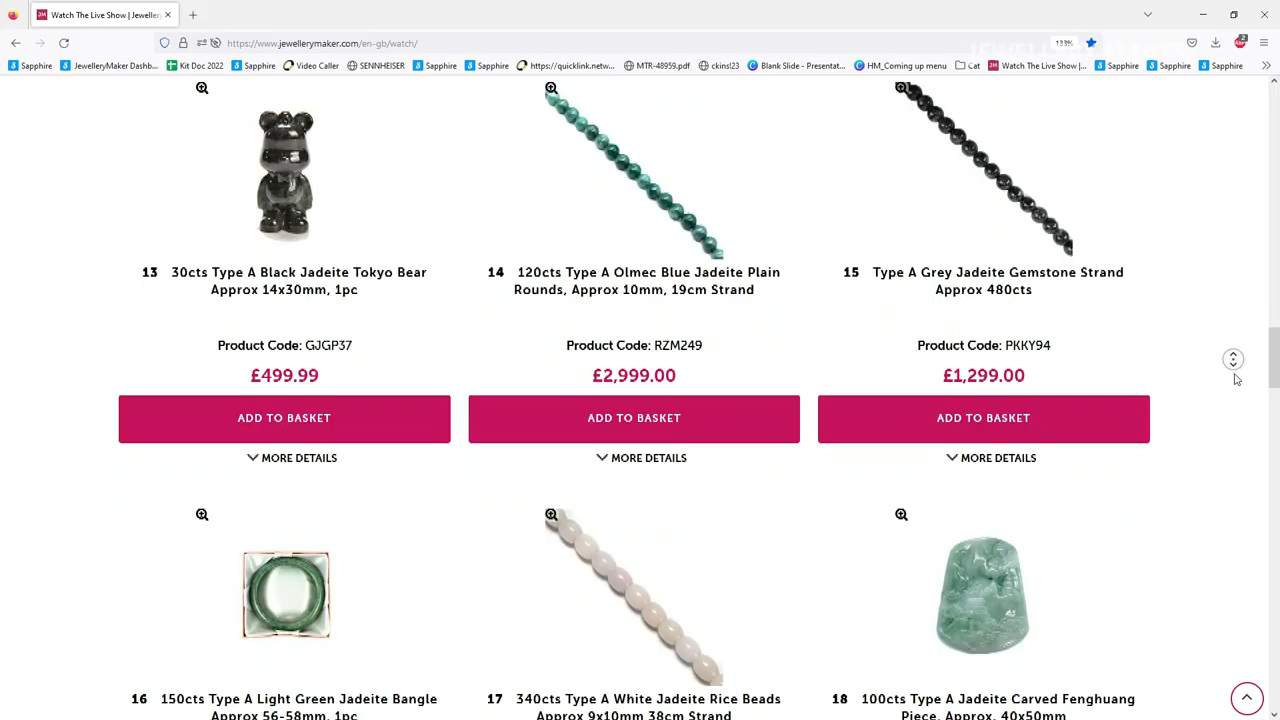 Watch The Live Show | Jeweller
https://www.jewellerymaker.com/en_gb/watch/
133%
2
Sapphire
JewelleryMaker Dashb...
Kit Doc 2022
Sapphire
Video Caller
SENNHEISER
Sapphire
Sapphire
https://quicklink.netw...
MTR-48959.pdf
ckins!23
Blank Slide - Presentat...
HM_Coming up menu
Cat
Watch The Live Show |...
Sapphire
Sapphire
Sapphire
13 30cts Type A Black Jadeite Tokyo Bear
Approx 14x30mm, 1pc
Product Code: GJGP37
£499.99
ADD TO BASKET
MORE DETAILS
14 120cts Type A Olmec Blue Jadeite Plain
Rounds, Approx 10mm, 19cm Strand
Product Code: RZM249
£2,999.00
ADD TO BASKET
MORE DETAILS
15 Type A Grey Jadeite Gemstone Strand
Approx 480cts
Product Code: PKKY94
£1,299.00
ADD TO BASKET
MORE DETAILS
16 150cts Type A Light Green Jadeite Bangle
Approx 56-58mm, 1pc
17 340cts Type A White Jadeite Rice Beads
Approx 9x10mm 38cm Strand
18 100cts Type A Jadeite Carved Fenghuang
Piece, Approx. 40x50mm